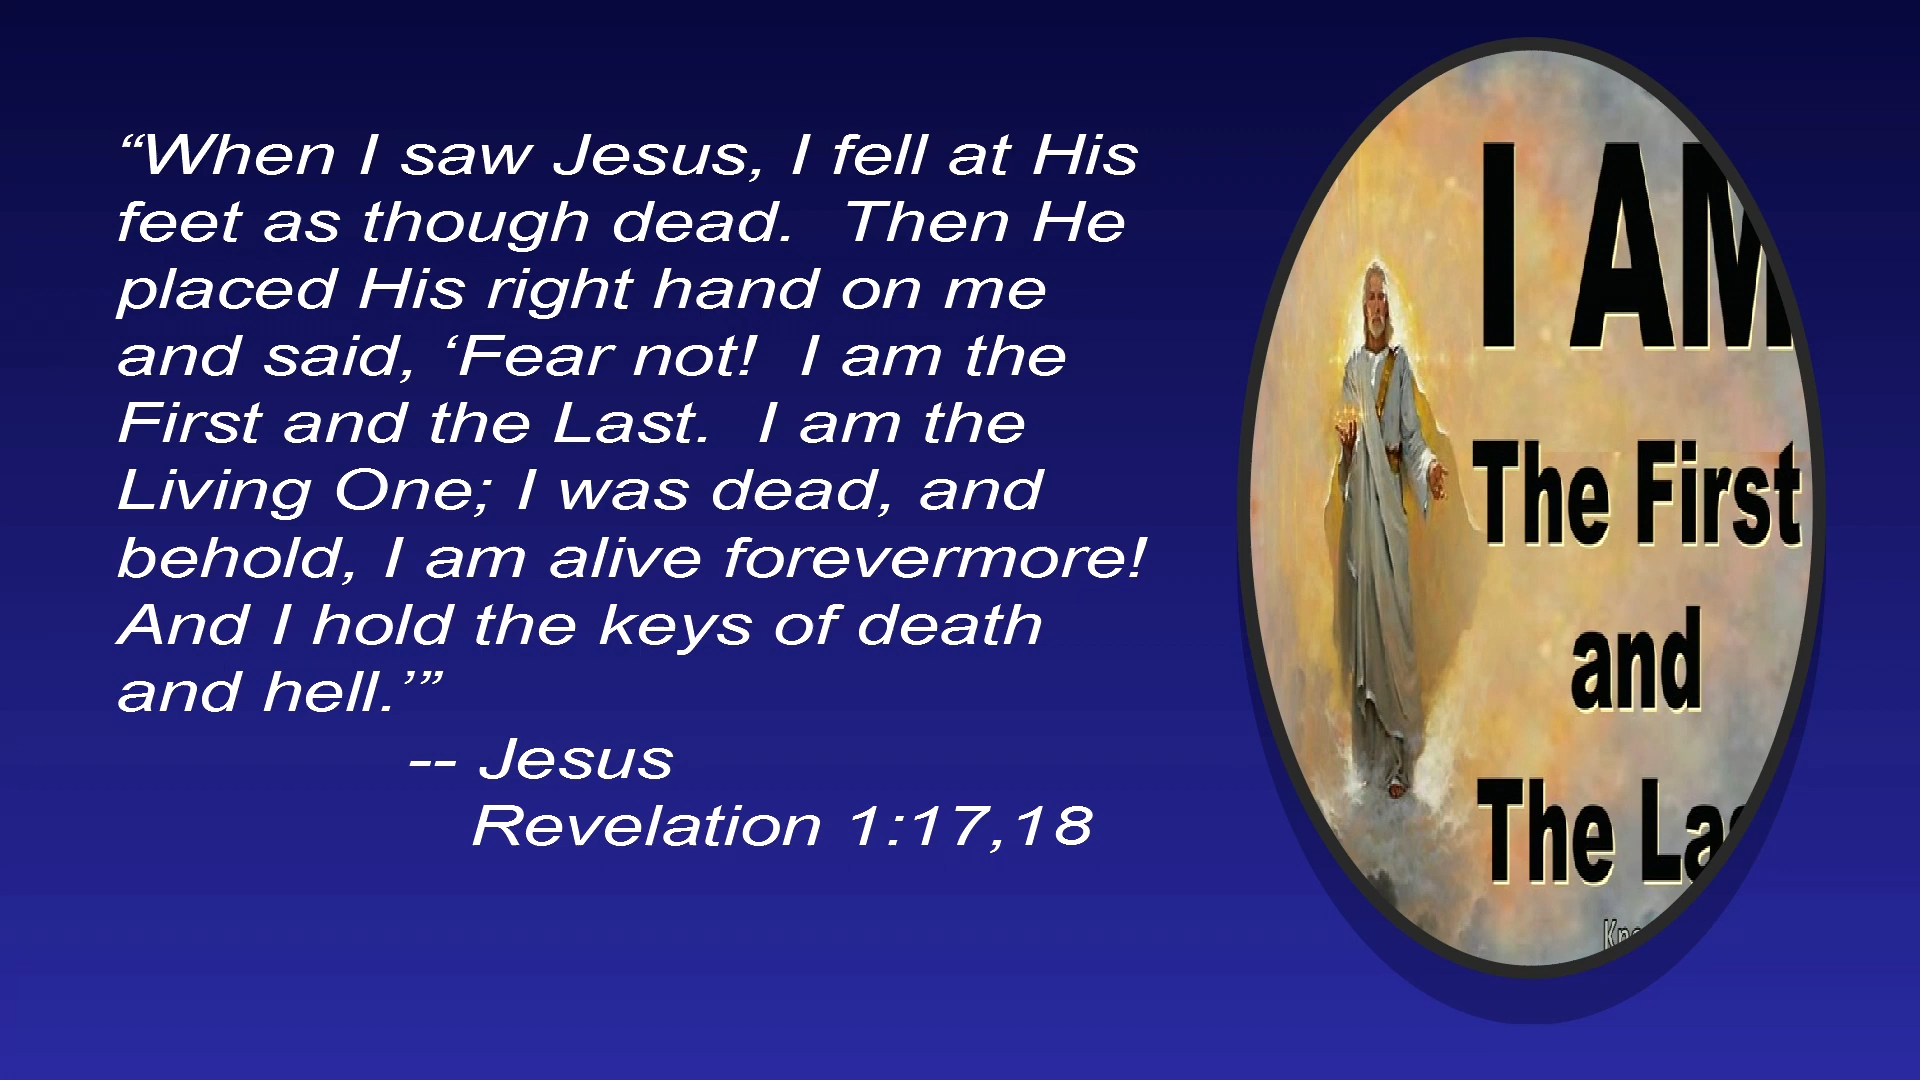 “When I saw Jesus, I fell at His
feet as though dead.  Then He
placed His right hand on me
and said, ‘Fear not!  I am the
First and the Last.  I am the
Living One; I was dead, and
behold, I am alive forevermore!
And I hold the keys of death
and hell.’”
-- Jesus
Revelation 1:17,18
I AM
The First
and
The Las